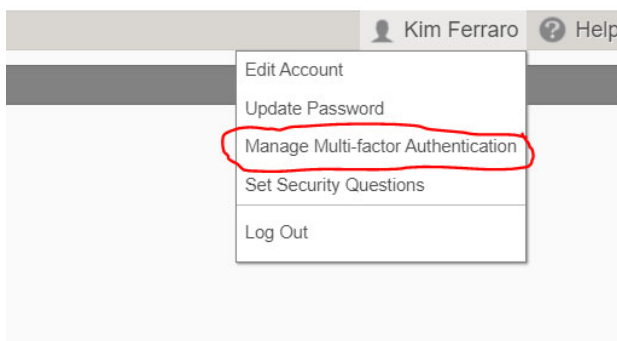 Kim Ferraro Help
Edit Account
Update Password
Manage Multi-factor Authentication
Set Security Questions
Log Out